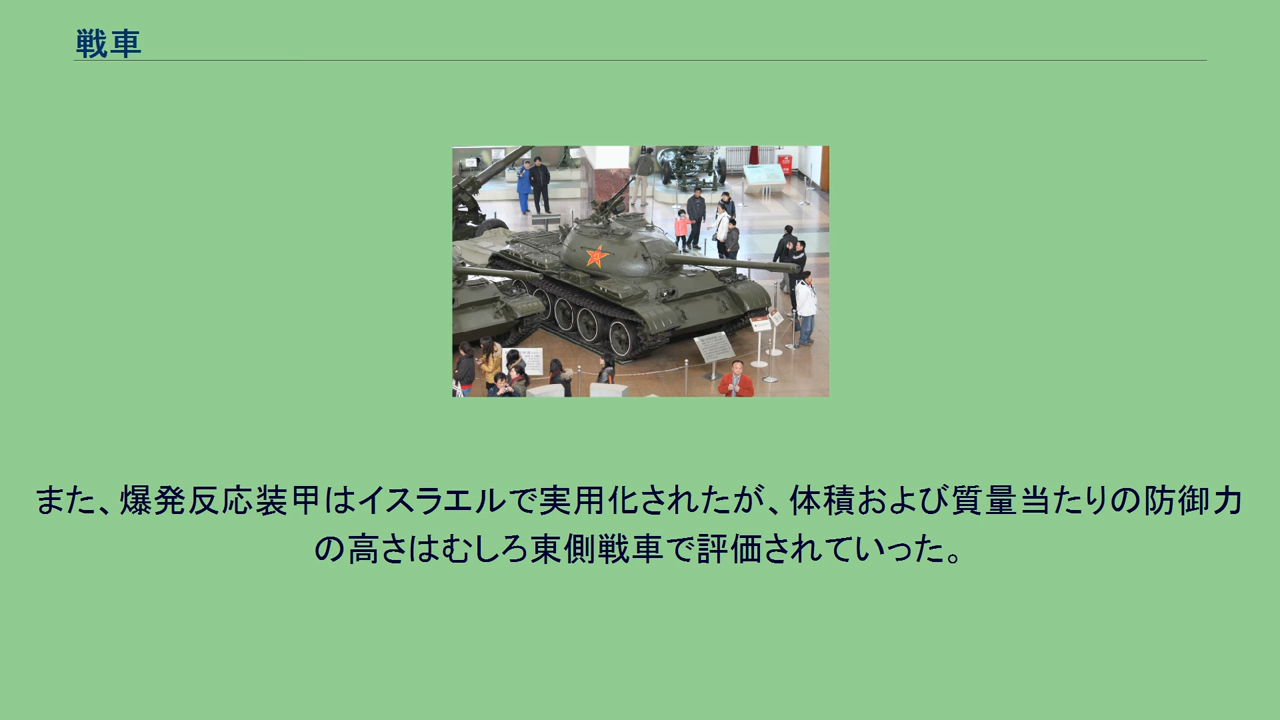 戦車
また、爆発反応装甲はイスラエルで実用化されたが、体積および質量当たりの防御力
の高さはむしろ東側戦車で評価されていった。